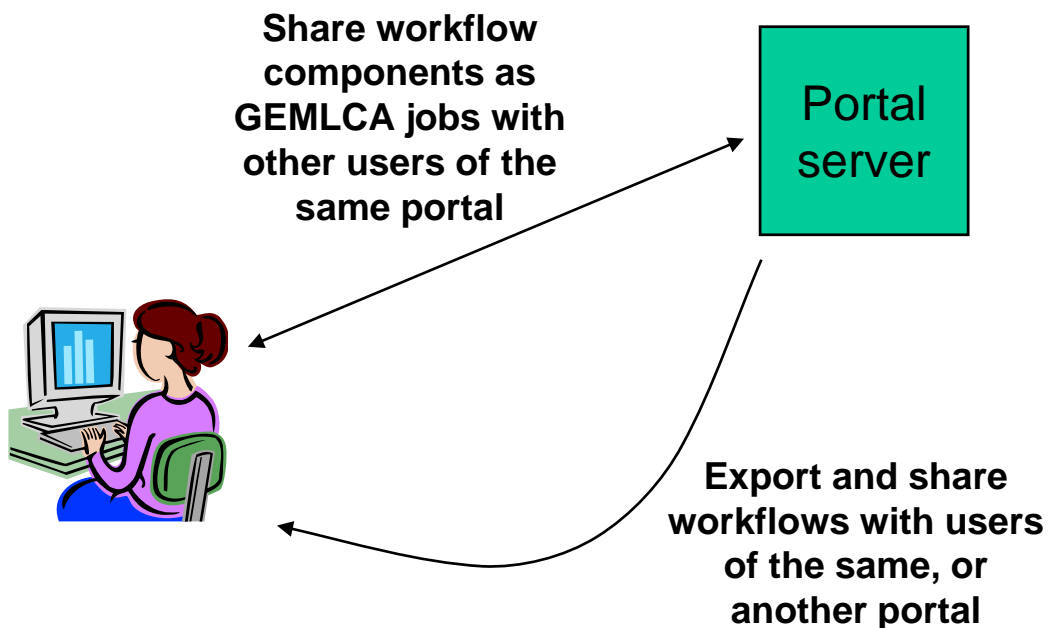 Share workflow
components as
GEMLCA jobs with
other users of the
same portal
Portal
server
Export and share
workflows with users
of the same, or
another portal